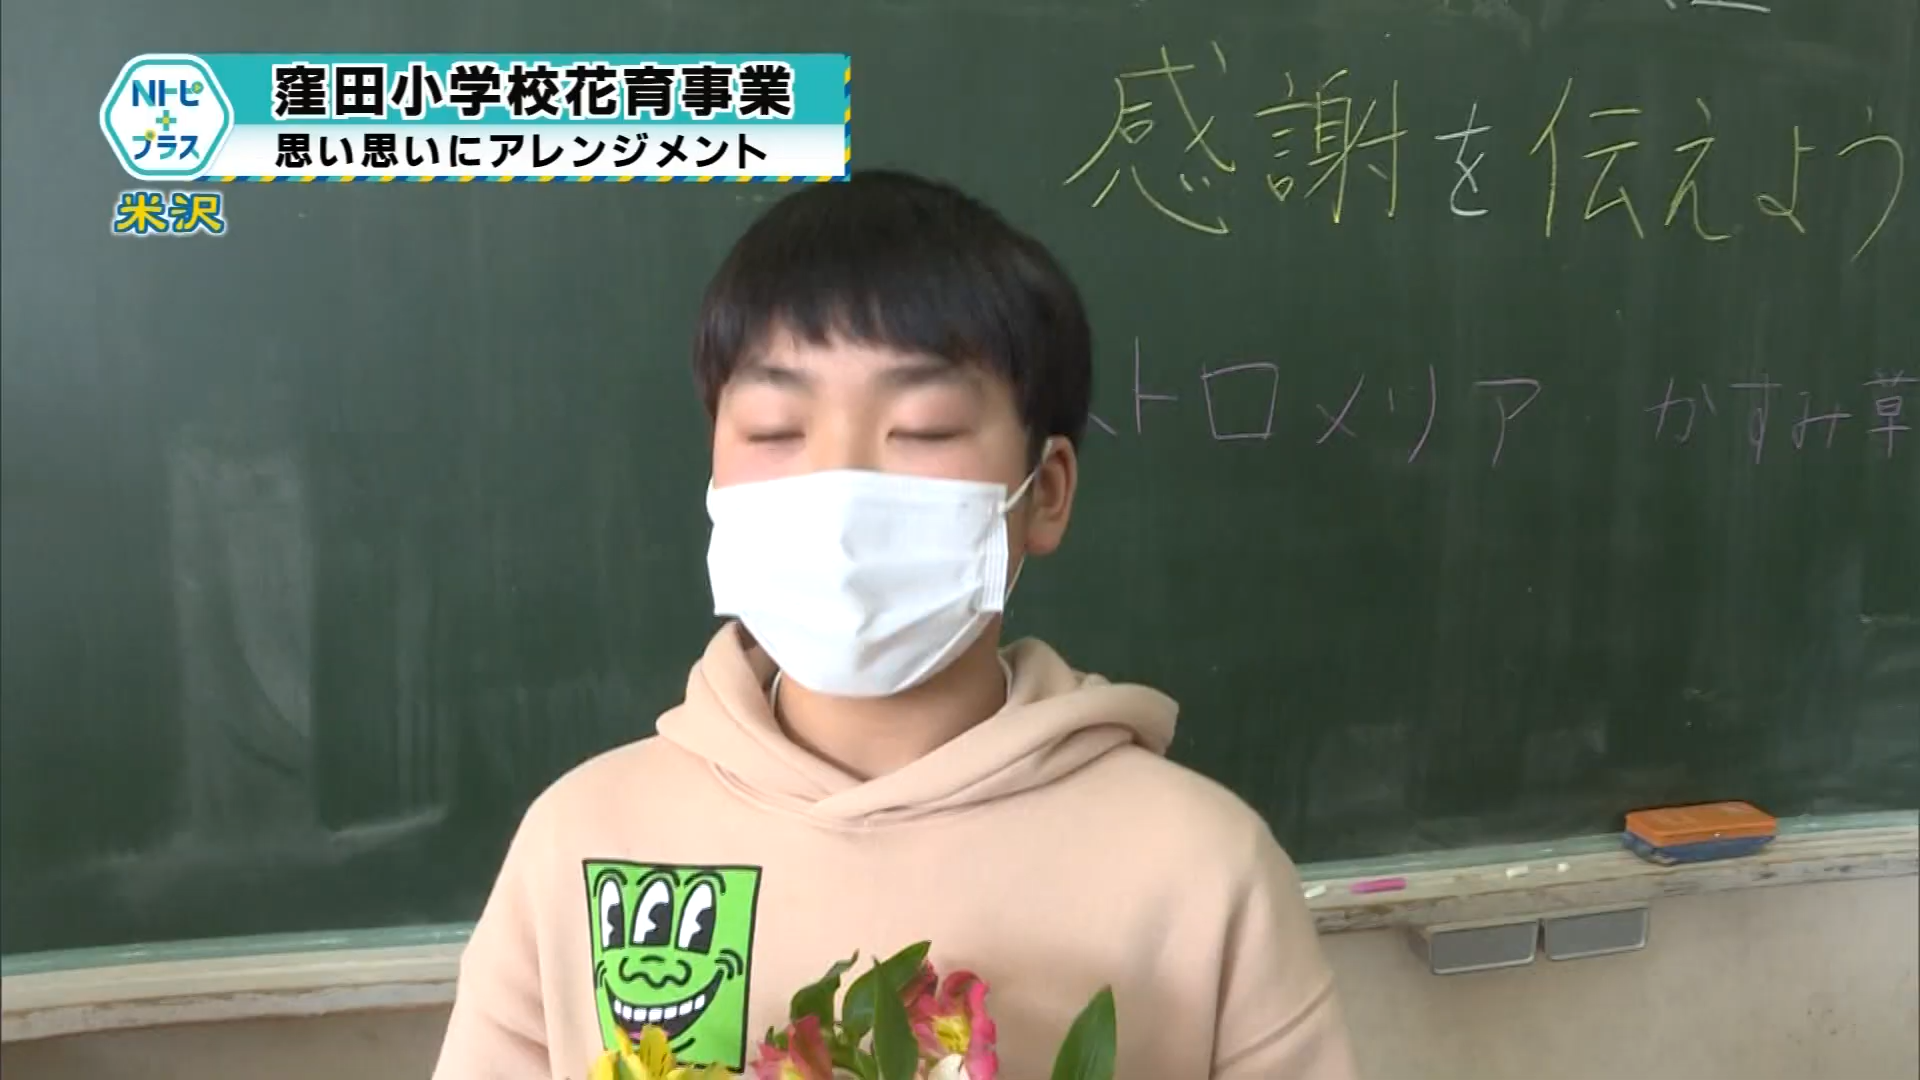 Nトピ
+
プラス
窪田小学校花育事業
思い思いにアレンジメント
米沢
感謝を伝えよう
トロメリア かすみ草